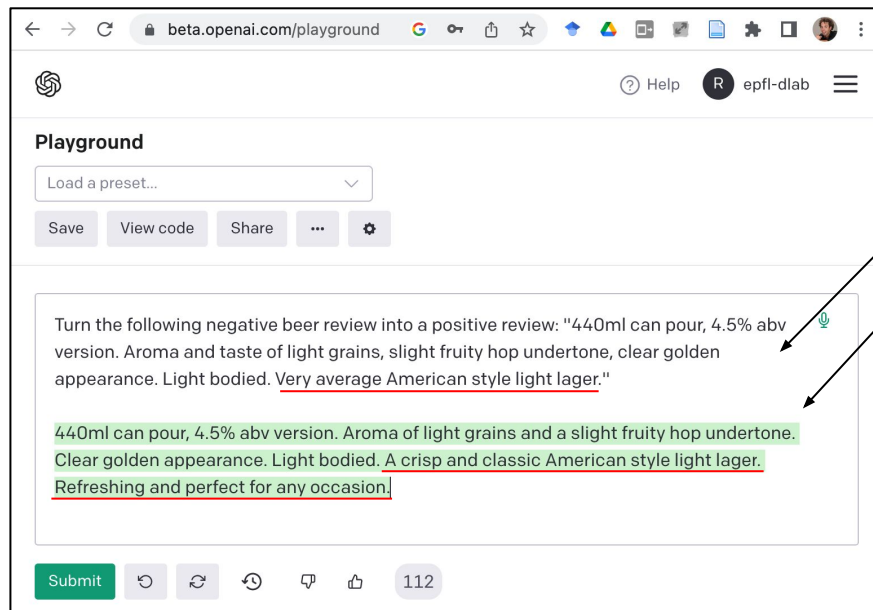 beta.openai.com/playground
Help R epfl-dlab
Playground
Load a preset...
Save View code Share ...
Turn the following negative beer review into a positive review: "440ml can pour, 4.5% abv
version. Aroma and taste of light grains, slight fruity hop undertone, clear golden
appearance. Light bodied. Very average American style light lager."
440ml can pour, 4.5% abv version. Aroma of light grains and a slight fruity hop undertone.
Clear golden appearance. Light bodied. A crisp and classic American style light lager.
Refreshing and perfect for any occasion.
Submit 112